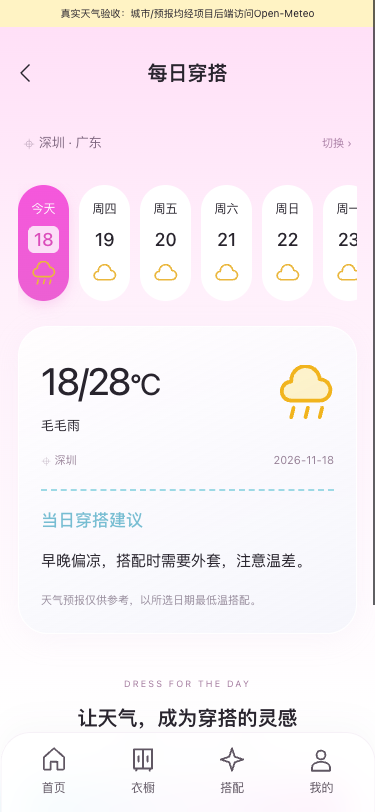 真实天气验收：城市/预报均经项目后端访问Open-Meteo
每日穿搭
深圳 · 广东
切换 ›
今天 周四 周五 周六 周日 周一
18 19 20 21 22 23
18/28°C
毛毛雨
深圳
2026-11-18
当日穿搭建议
早晚偏凉，搭配时需要外套，注意温差。
天气预报仅供参考，以所选日期最低温搭配。
DRESS FOR THE DAY
让天气，成为穿搭的灵感
首页 衣橱 搭配 我的